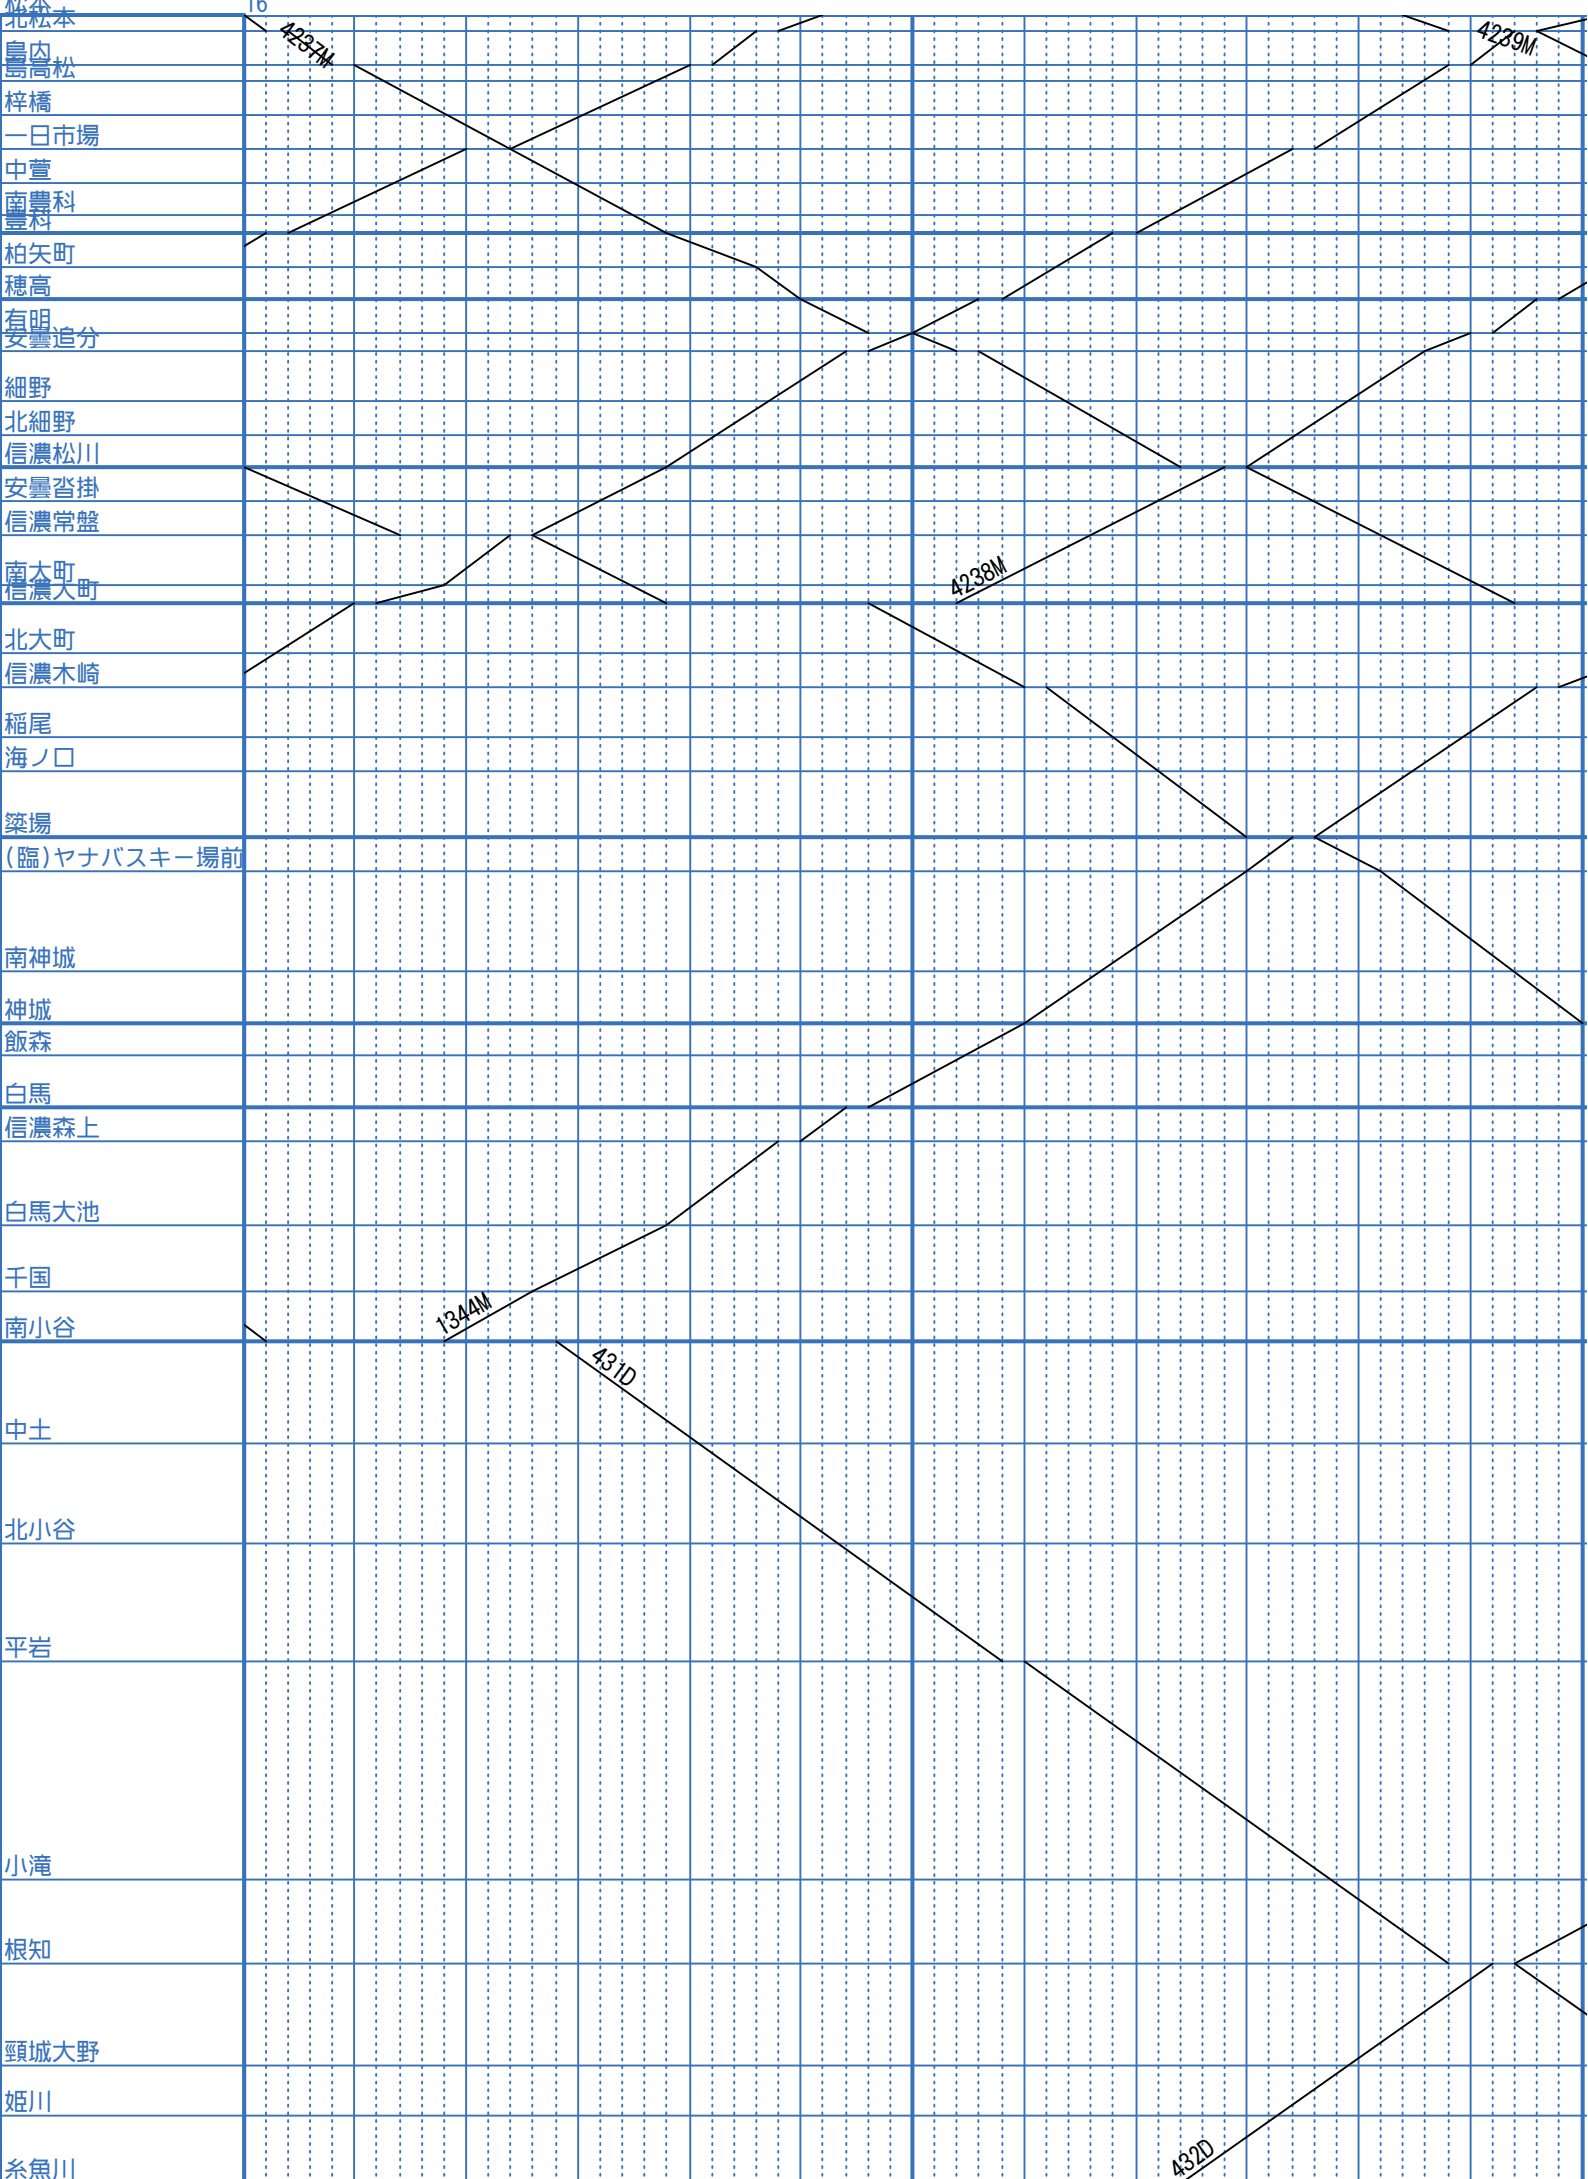 松本
16
北松本
島内
島高松
梓橋
一日市場
中萱
南豊科
豊科
柏矢町
穂高
有明
安曇追分
細野
北細野
信濃松川
安曇沓掛
信濃常盤
南大町
信濃大町
北大町
信濃木崎
稲尾
海ノ口
簗場
(臨)ヤナバスキー場前
南神城
神城
飯森
白馬
信濃森上
白馬大池
千国
南小谷
中土
北小谷
平岩
小滝
根知
頸城大野
姫川
糸魚川
4237M
4239M
4238M
1344M
431D
432D